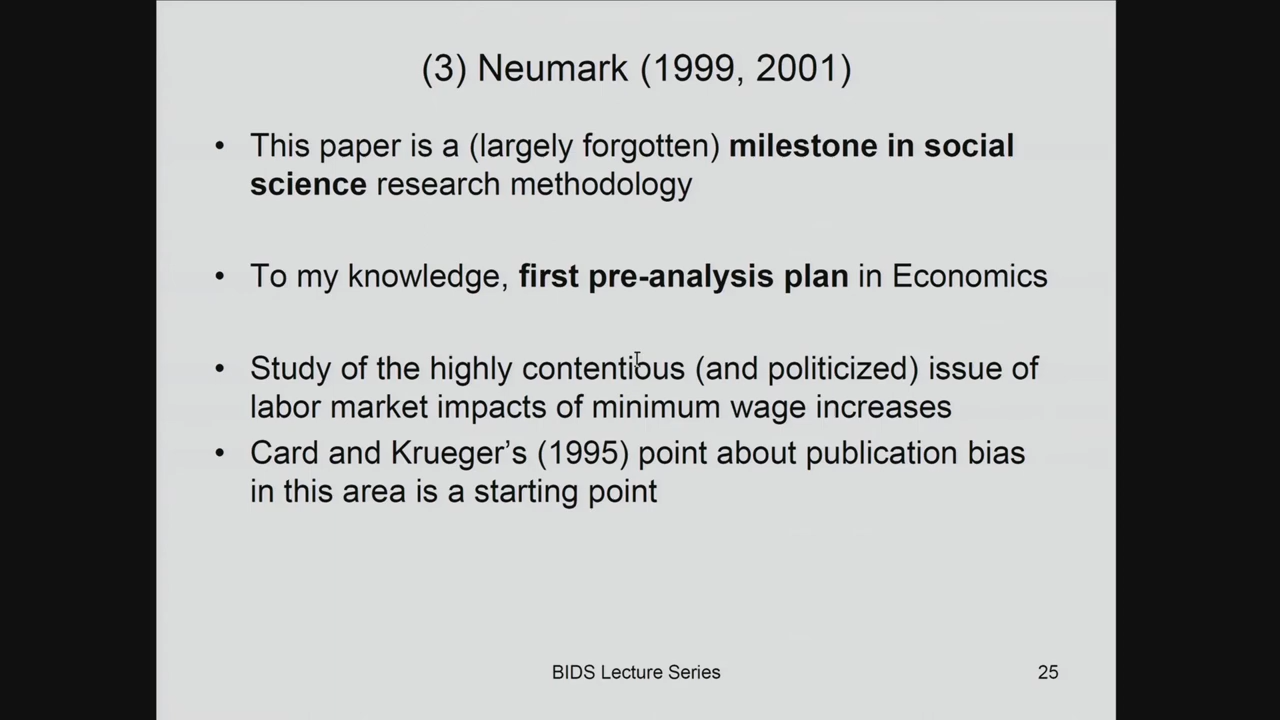 (3) Neumark (1999, 2001)
• This paper is a (largely forgotten) milestone in social
science research methodology
• To my knowledge, first pre-analysis plan in Economics
• Study of the highly contentious (and politicized) issue of
labor market impacts of minimum wage increases
• Card and Krueger’s (1995) point about publication bias
in this area is a starting point
BIDS Lecture Series
25